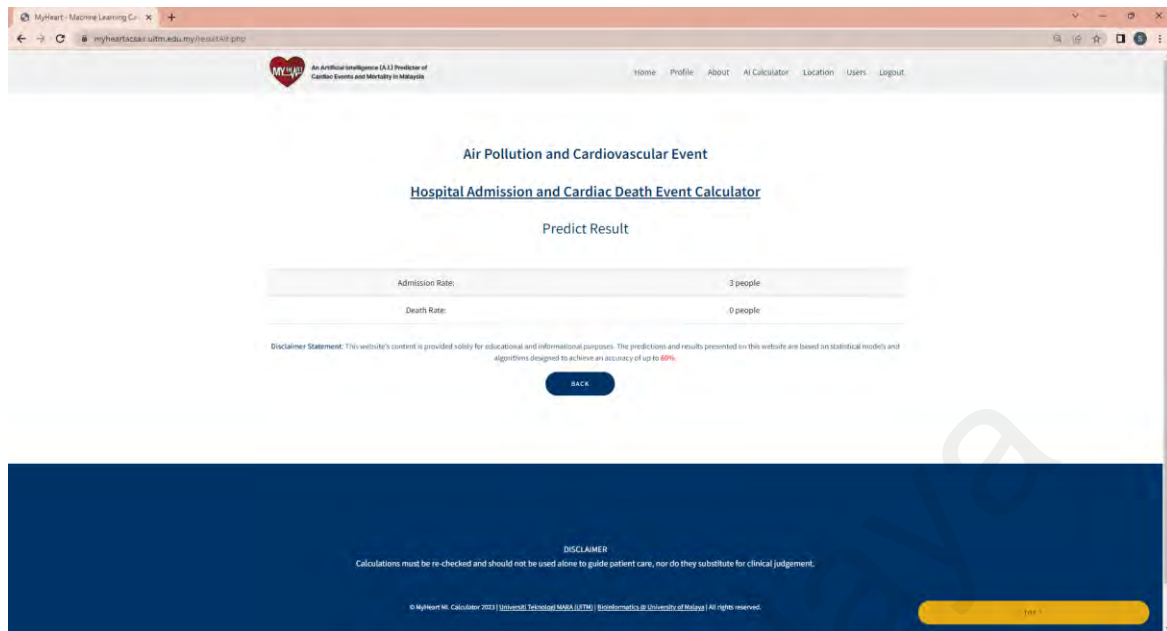 MyHeart - Machine Learning Ca
myheartacsair.uitm.edu.my/resultAir.php
MY HEART
An Artificial Intelligence (A.I.) Predictor of
Cardiac Events and Mortality in Malaysia
Home Profile About AI Calculator Location Users Logout
Air Pollution and Cardiovascular Event
Hospital Admission and Cardiac Death Event Calculator
Predict Result
Admission Rate: 3 people
Death Rate: 0 people
Disclaimer Statement: This website's content is provided solely for educational and informational purposes. The predictions and results presented on this website are based on statistical models and
algorithms designed to achieve an accuracy of up to 60%.
BACK
DISCLAIMER
Calculations must be re-checked and should not be used alone to guide patient care, nor do they substitute for clinical judgement.
© MyHeart ML Calculator 2023 | Universiti Teknologi MARA (UiTM) | Bioinformatics @ University of Malaya | All rights reserved.
aya